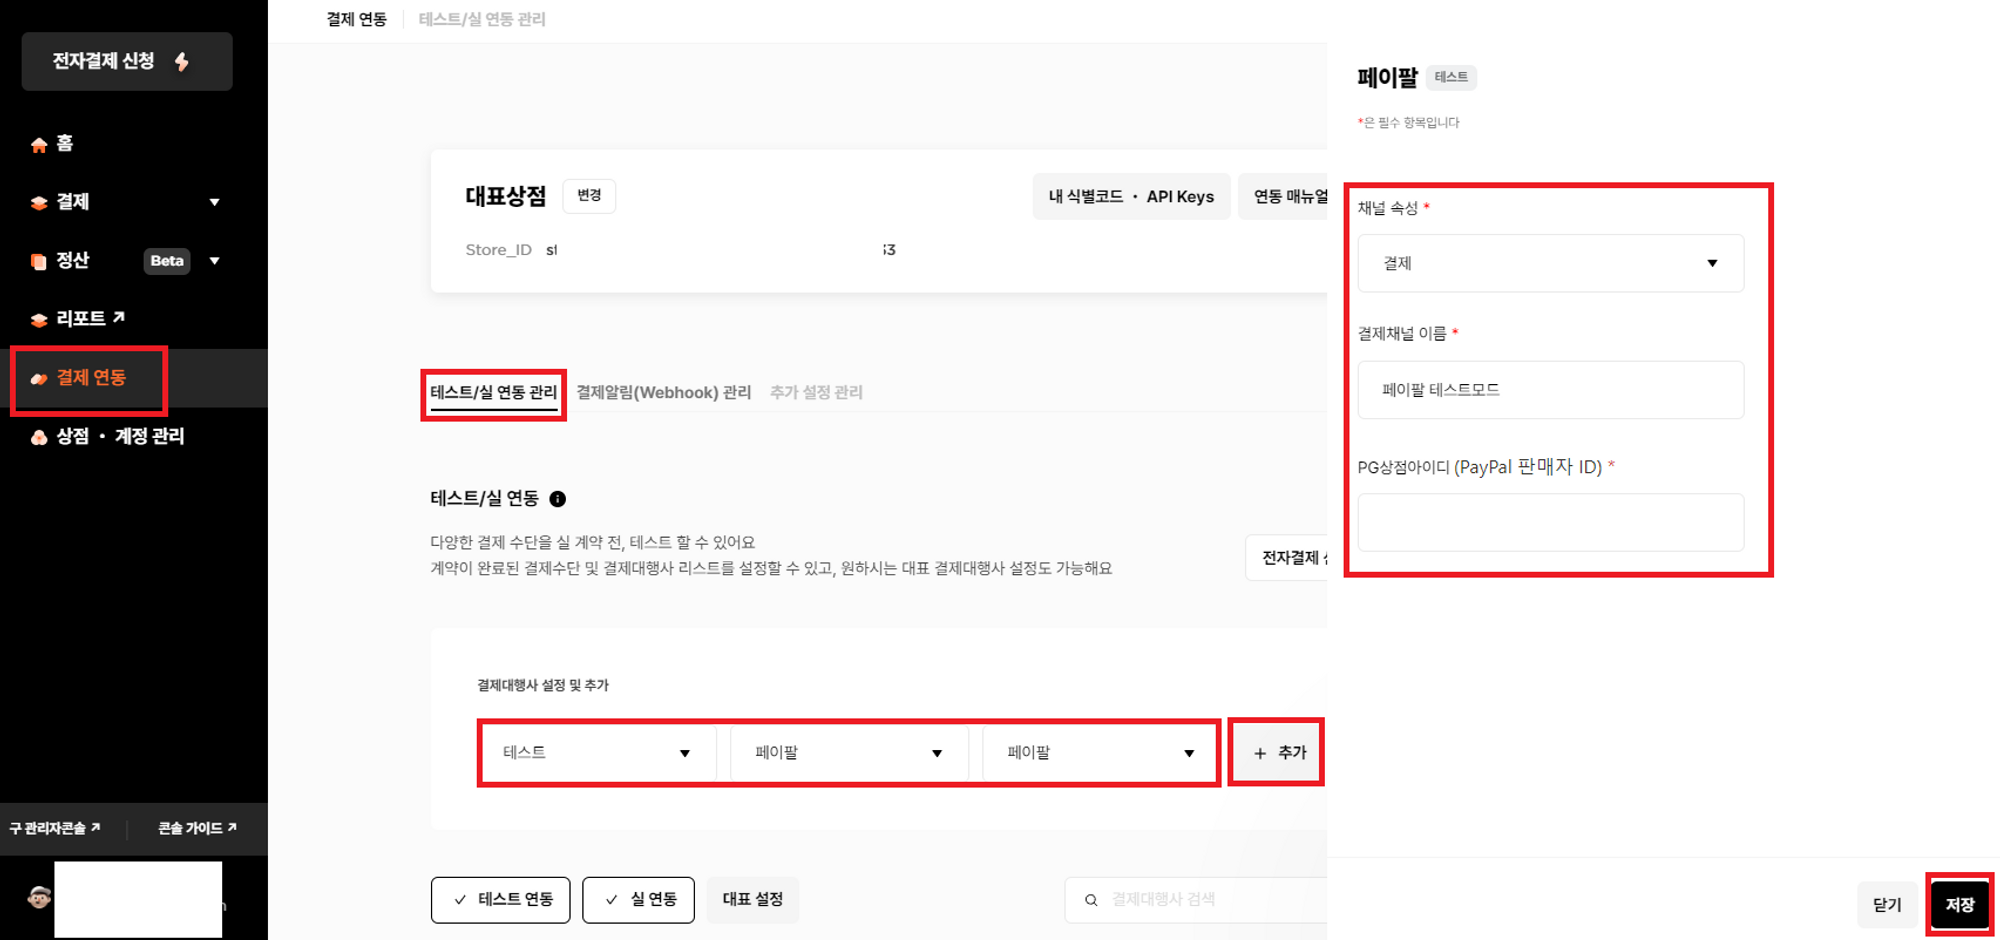 전자결제 신청
홈
결제
정산 Beta
리포트
결제 연동
상점 · 계정 관리
구 관리자콘솔
콘솔 가이드
결제 연동
테스트/실 연동 관리
대표상점
변경
내 식별코드 · API Keys
연동 매뉴얼
Store_ID
테스트/실 연동 관리
결제알림(Webhook) 관리
추가 설정 관리
테스트/실 연동
다양한 결제 수단을 실 계약 전, 테스트 할 수 있어요
계약이 완료된 결제수단 및 결제대행사 리스트를 설정할 수 있고, 원하시는 대표 결제대행사 설정도 가능해요
전자결제
결제대행사 설정 및 추가
테스트
페이팔
페이팔
+ 추가
테스트 연동
실 연동
대표 설정
결제대행사 검색
페이팔 테스트
*은 필수 항목입니다
채널 속성 *
결제
결제채널 이름 *
페이팔 테스트모드
PG상점아이디 (PayPal 판매자 ID) *
닫기
저장